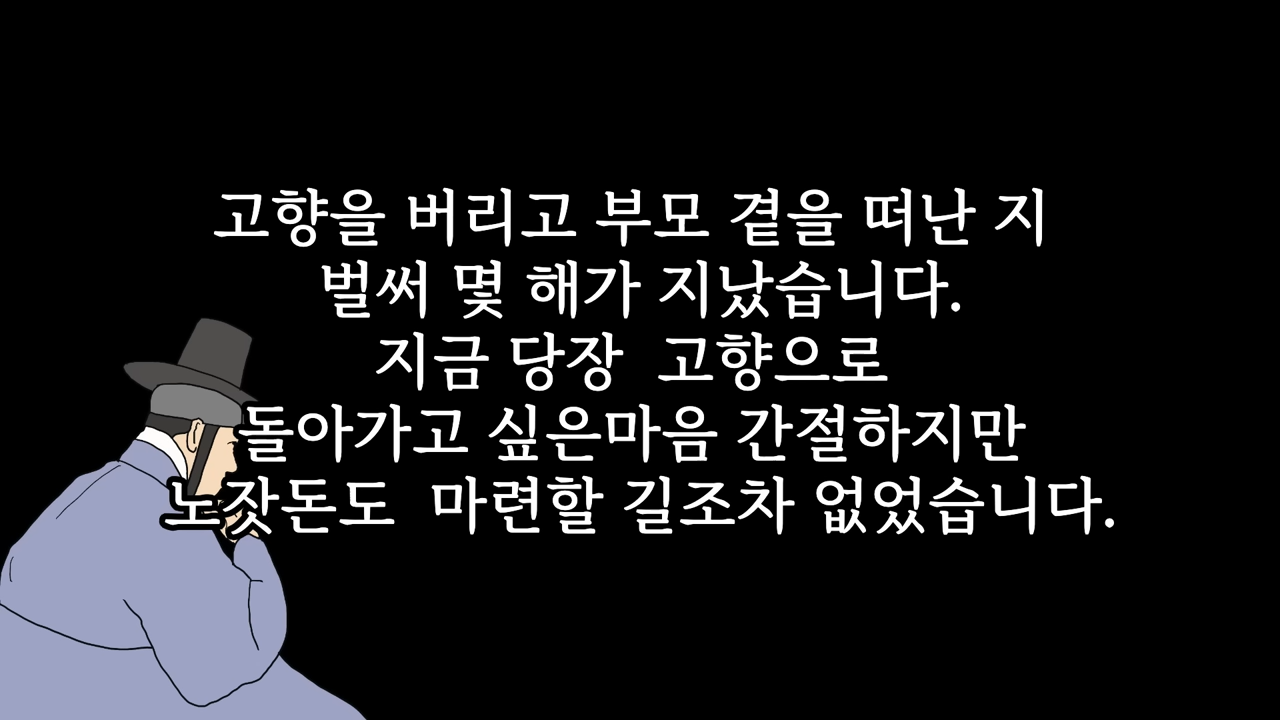 고향을 버리고 부모 곁을 떠난 지
벌써 몇 해가 지났습니다.
지금 당장  고향으로
돌아가고 싶은마음 간절하지만
노잣돈도  마련할 길조차 없었습니다.